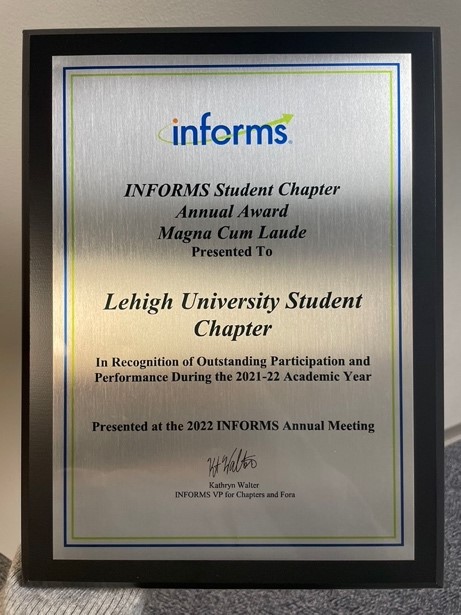 informs
INFORMS Student Chapter
Annual Award
Magna Cum Laude
Presented To
Lehigh University Student
Chapter
In Recognition of Outstanding Participation and
Performance During the 2021-22 Academic Year
Presented at the 2022 INFORMS Annual Meeting
Kathryn Walter
INFORMS VP for Chapters and Fora